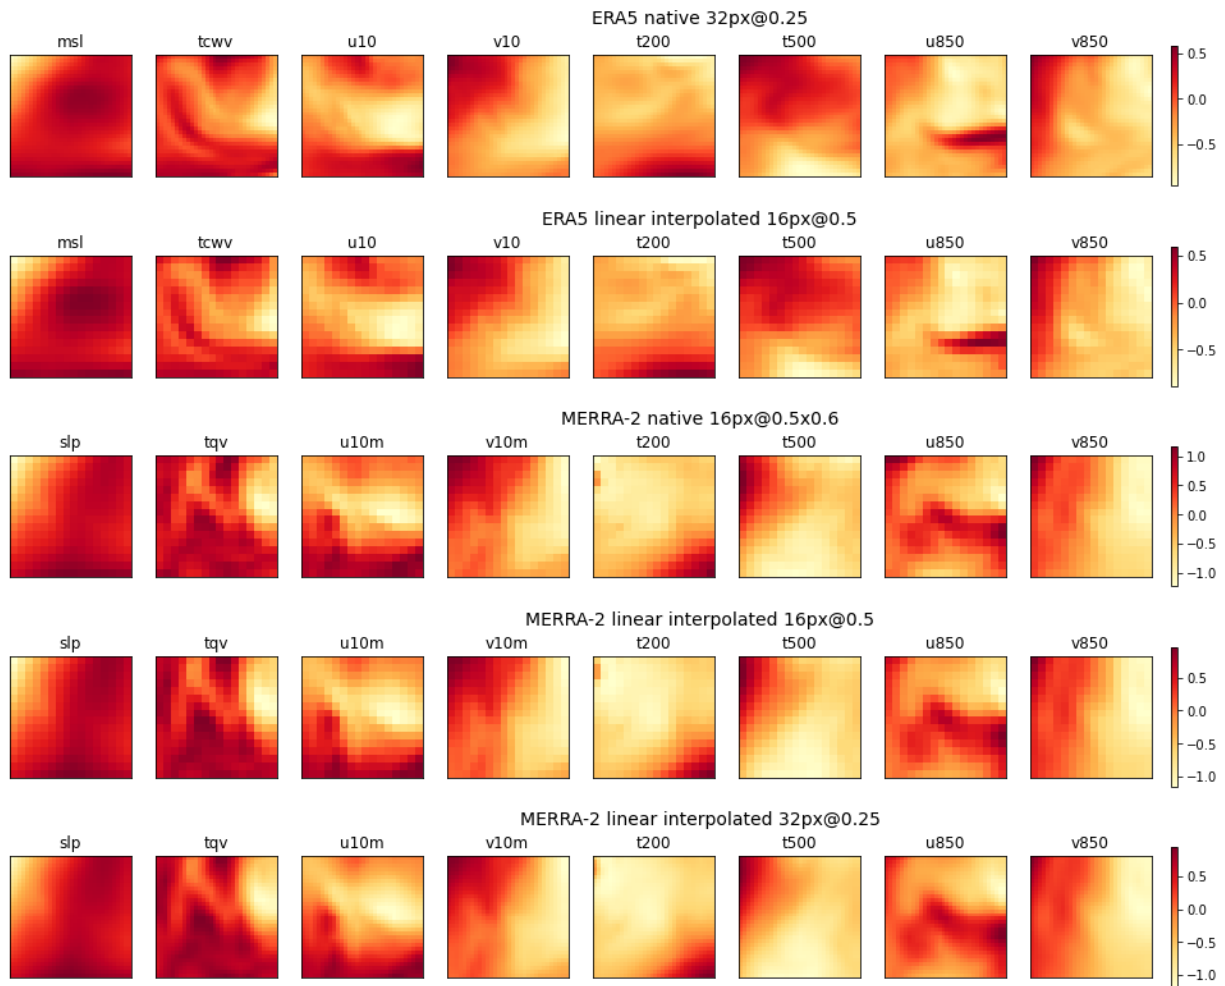 ERA5 native 32px@0.25
msl tcwv u10 v10 t200 t500 u850 v850
0.5
0.0
−0.5
ERA5 linear interpolated 16px@0.5
msl tcwv u10 v10 t200 t500 u850 v850
0.5
0.0
−0.5
MERRA-2 native 16px@0.5x0.6
slp tqv u10m v10m t200 t500 u850 v850
1.0
0.5
0.0
−0.5
−1.0
MERRA-2 linear interpolated 16px@0.5
slp tqv u10m v10m t200 t500 u850 v850
0.5
0.0
−0.5
−1.0
MERRA-2 linear interpolated 32px@0.25
slp tqv u10m v10m t200 t500 u850 v850
0.5
0.0
−0.5
−1.0